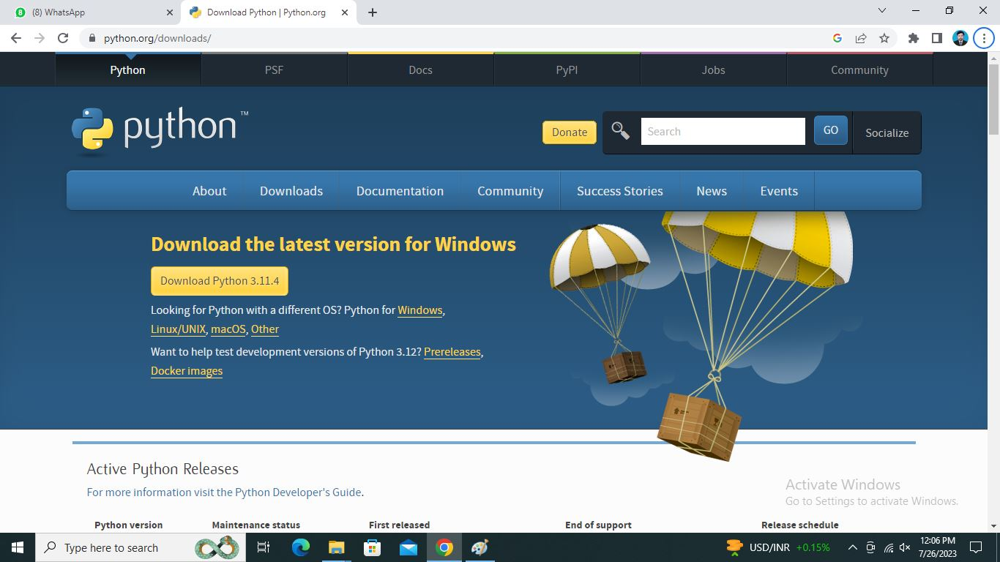 (8) WhatsApp
Download Python | Python.org
python.org/downloads/
Python PSF Docs PyPI Jobs Community
python™
Donate
Search
GO
Socialize
About Downloads Documentation Community Success Stories News Events
Download the latest version for Windows
Download Python 3.11.4
Looking for Python with a different OS? Python for Windows,
Linux/UNIX, macOS, Other
Want to help test development versions of Python 3.12? Prereleases,
Docker images
Active Python Releases
For more information visit the Python Developer's Guide.
Activate Windows
Go to Settings to activate Windows.
Python version Maintenance status First released End of support Release schedule
Type here to search
USD/INR +0.15%
12:06 PM
7/26/2023